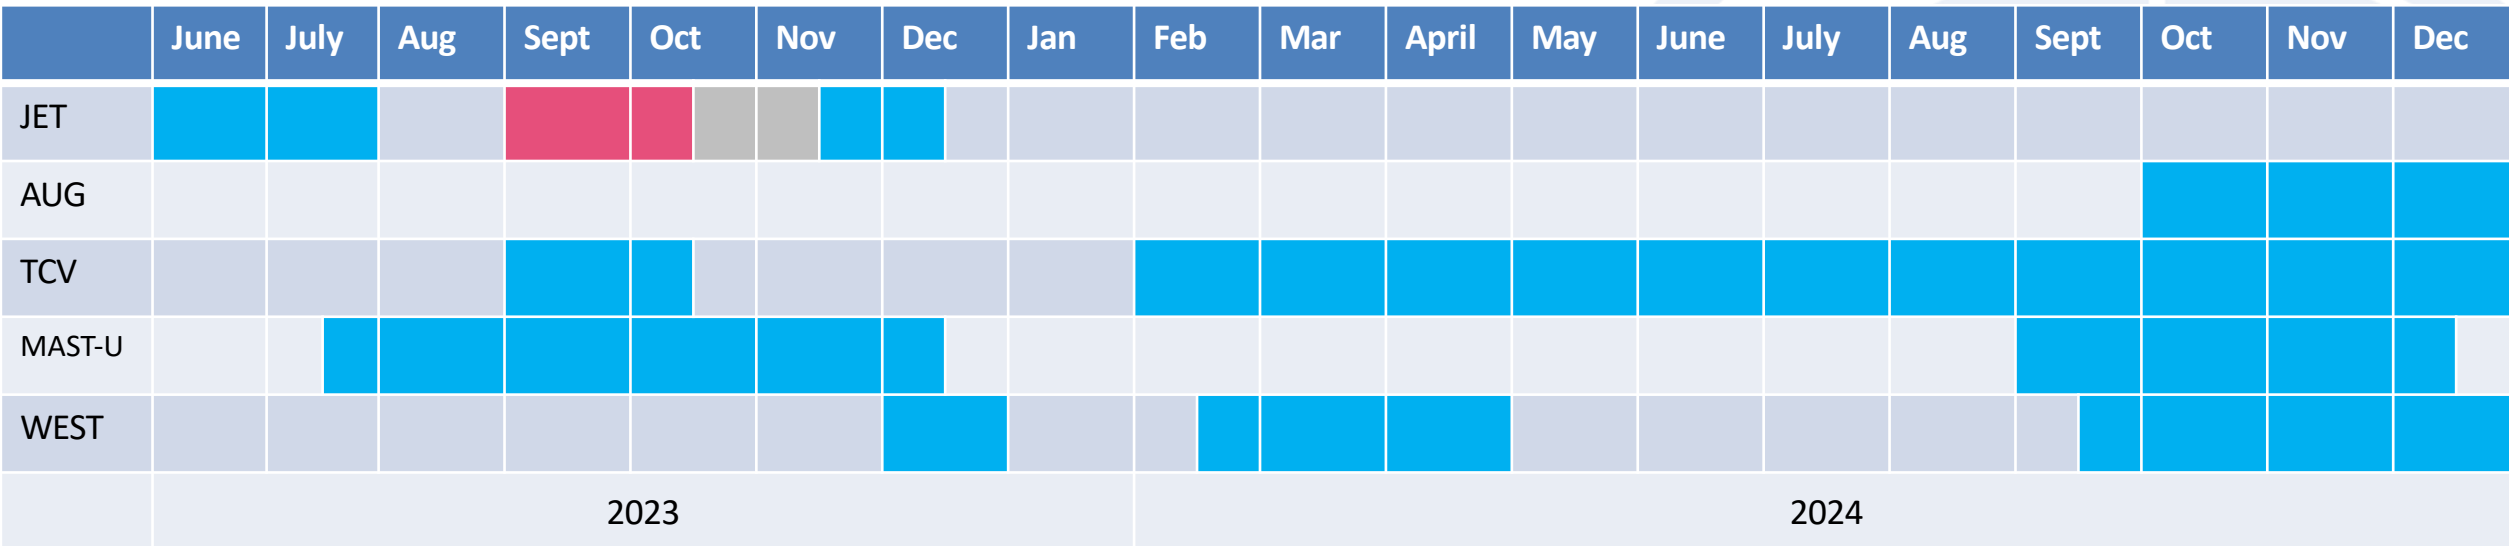 June July Aug Sept Oct Nov Dec Jan Feb Mar April May June July Aug Sept Oct Nov Dec
JET
AUG
TCV
MAST-U
WEST
2023 2024